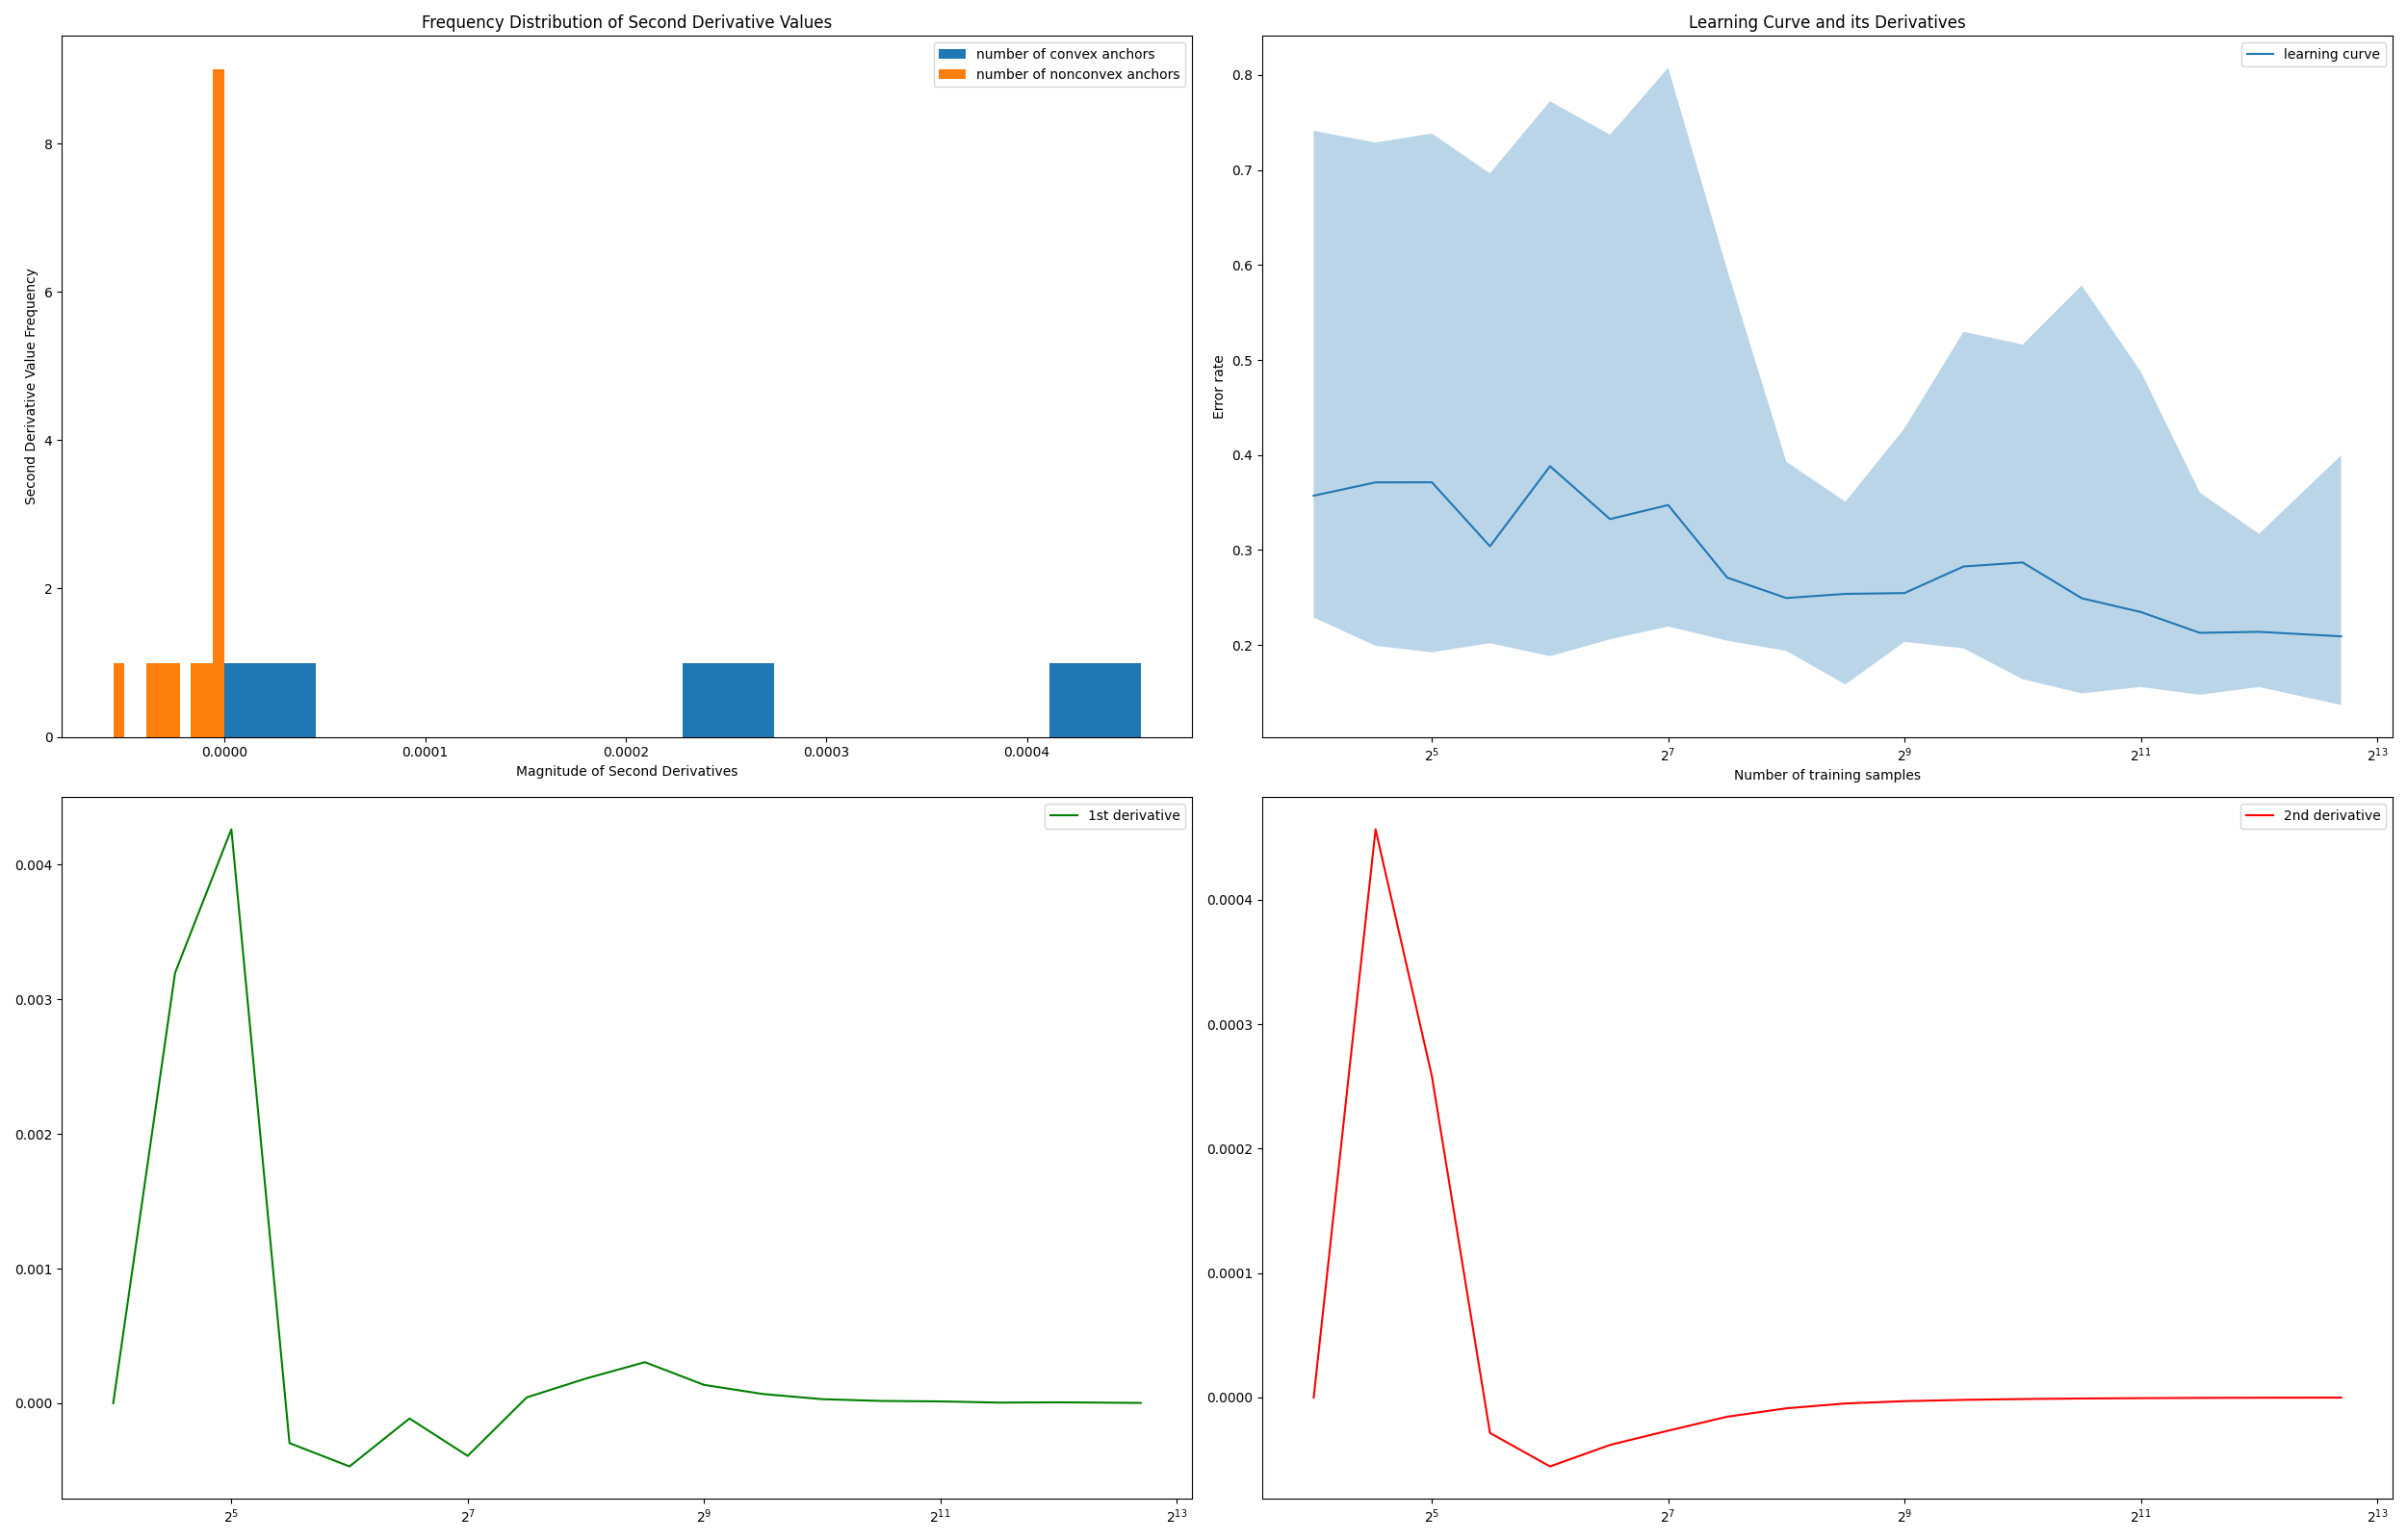 Frequency Distribution of Second Derivative Values
number of convex anchors
number of nonconvex anchors
Second Derivative Value Frequency
8
6
4
2
0
0.0000 0.0001 0.0002 0.0003 0.0004
Magnitude of Second Derivatives
Learning Curve and its Derivatives
learning curve
Error rate
0.8
0.7
0.6
0.5
0.4
0.3
0.2
2^5 2^7 2^9 2^11 2^13
Number of training samples
1st derivative
0.004
0.003
0.002
0.001
0.000
2^5 2^7 2^9 2^11 2^13
2nd derivative
0.0004
0.0003
0.0002
0.0001
0.0000
2^5 2^7 2^9 2^11 2^13